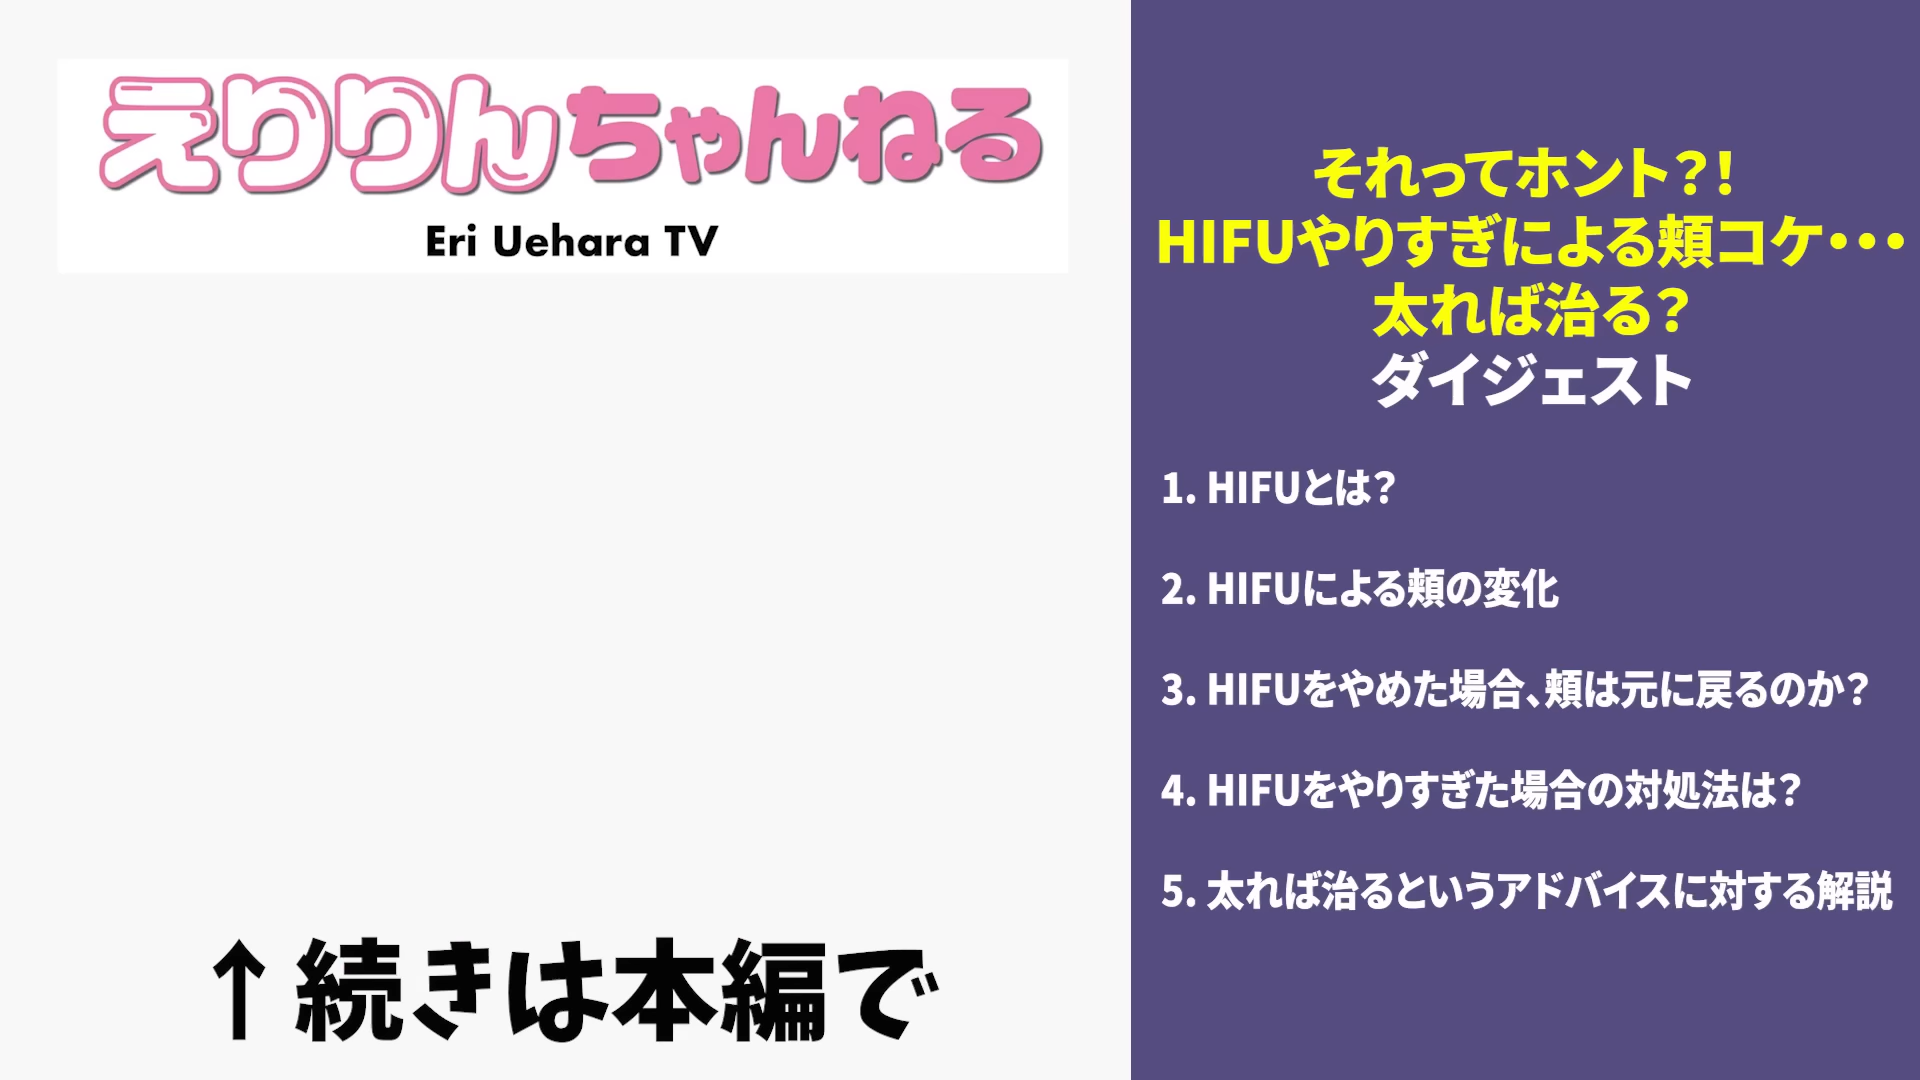 えりりんちゃんねる
Eri Uehara TV
↑続きは本編で
それってホント？！
HIFUやりすぎによる頬コケ・・・
太れば治る？
ダイジェスト
1. HIFUとは？
2. HIFUによる頬の変化
3. HIFUをやめた場合、頬は元に戻るのか？
4. HIFUをやりすぎた場合の対処法は？
5. 太れば治るというアドバイスに対する解説